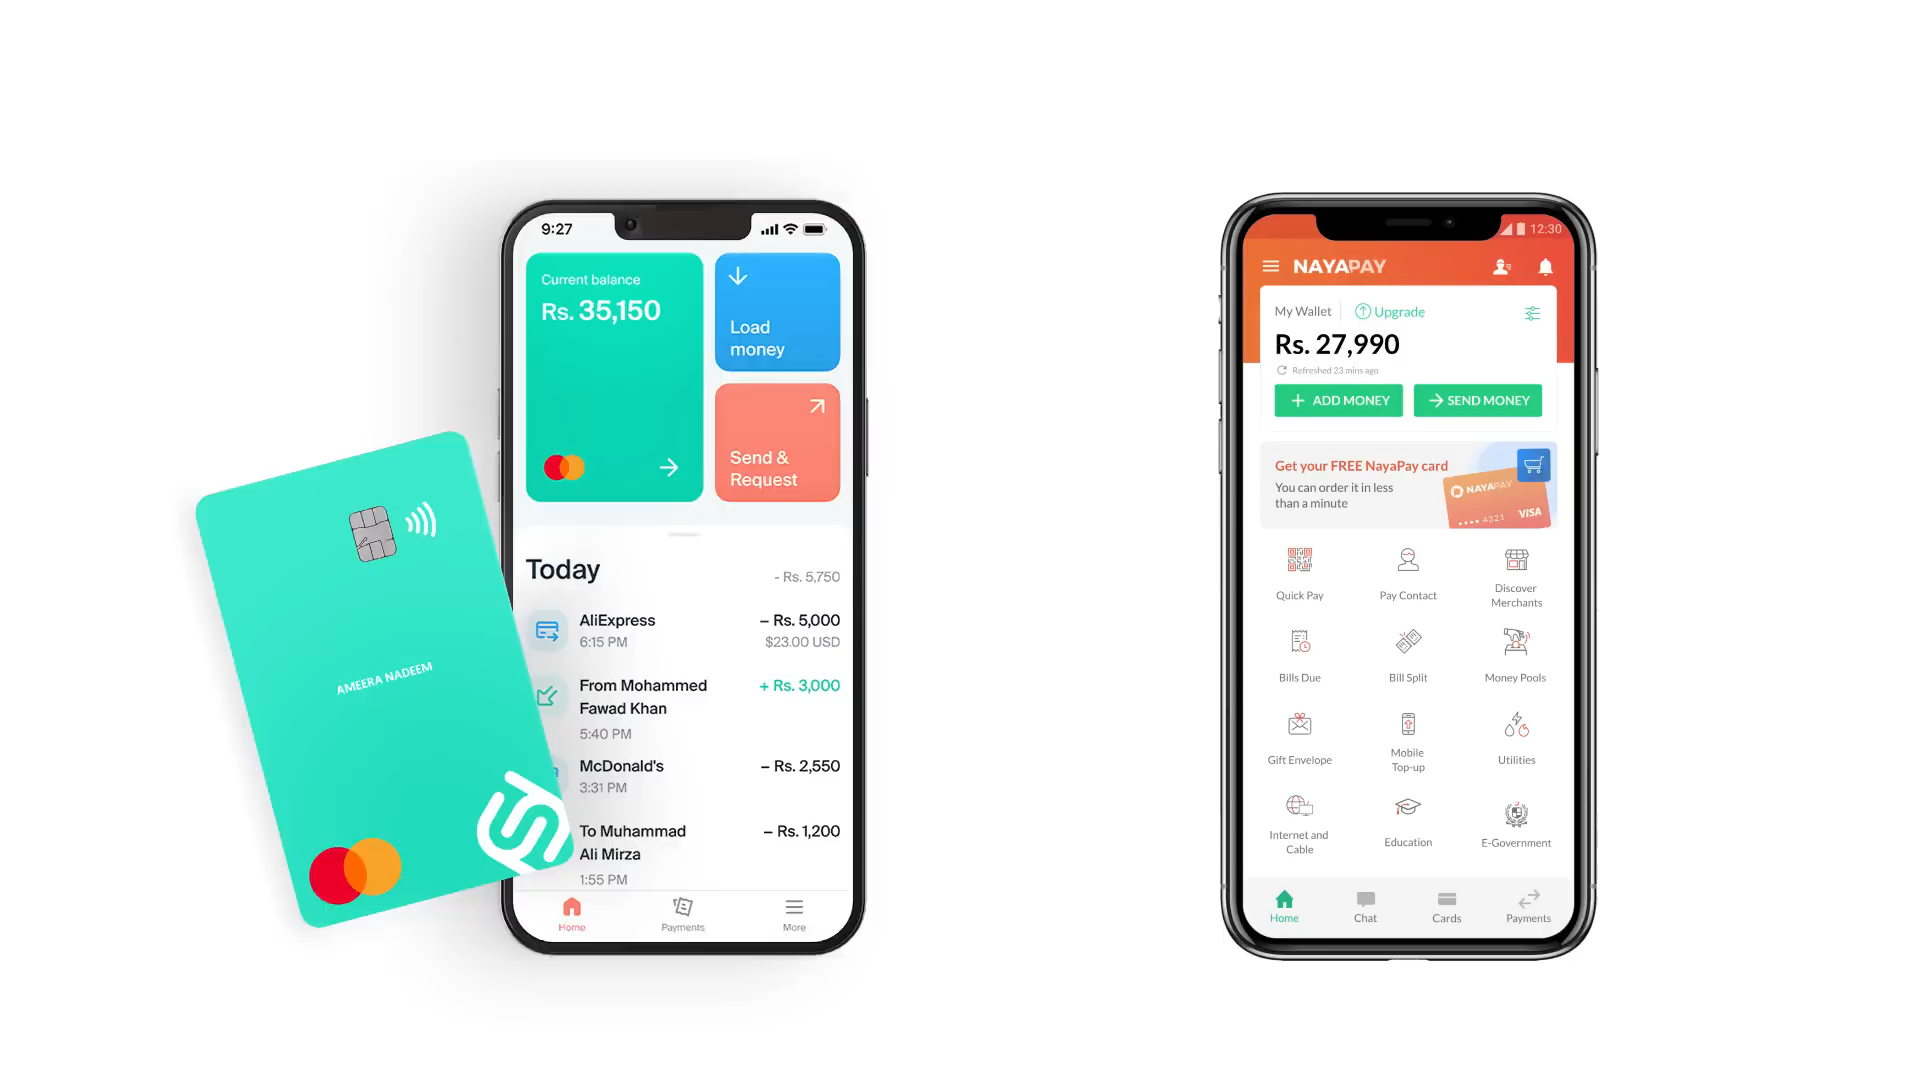 AMEERA NADEEM
9:27
Current balance
Rs. 35,150
Load
money
Send &
Request
Today
- Rs. 5,750
AliExpress
– Rs. 5,000
6:15 PM
$23.00 USD
From Mohammed
+ Rs. 3,000
Fawad Khan
5:40 PM
McDonald's
– Rs. 2,550
3:31 PM
To Muhammad
– Rs. 1,200
Ali Mirza
1:55 PM
Home
Payments
More
12:30
NAYAPAY
My Wallet
Upgrade
Rs. 27,990
Refreshed 23 mins ago
ADD MONEY
SEND MONEY
Get your FREE NayaPay card
You can order it in less
than a minute
NAYAPAY
•••• 4321
VISA
Quick Pay
Pay Contact
Discover
Merchants
Bills Due
Bill Split
Money Pools
Gift Envelope
Mobile
Top-up
Utilities
Internet and
Cable
Education
E-Government
Home
Chat
Cards
Payments